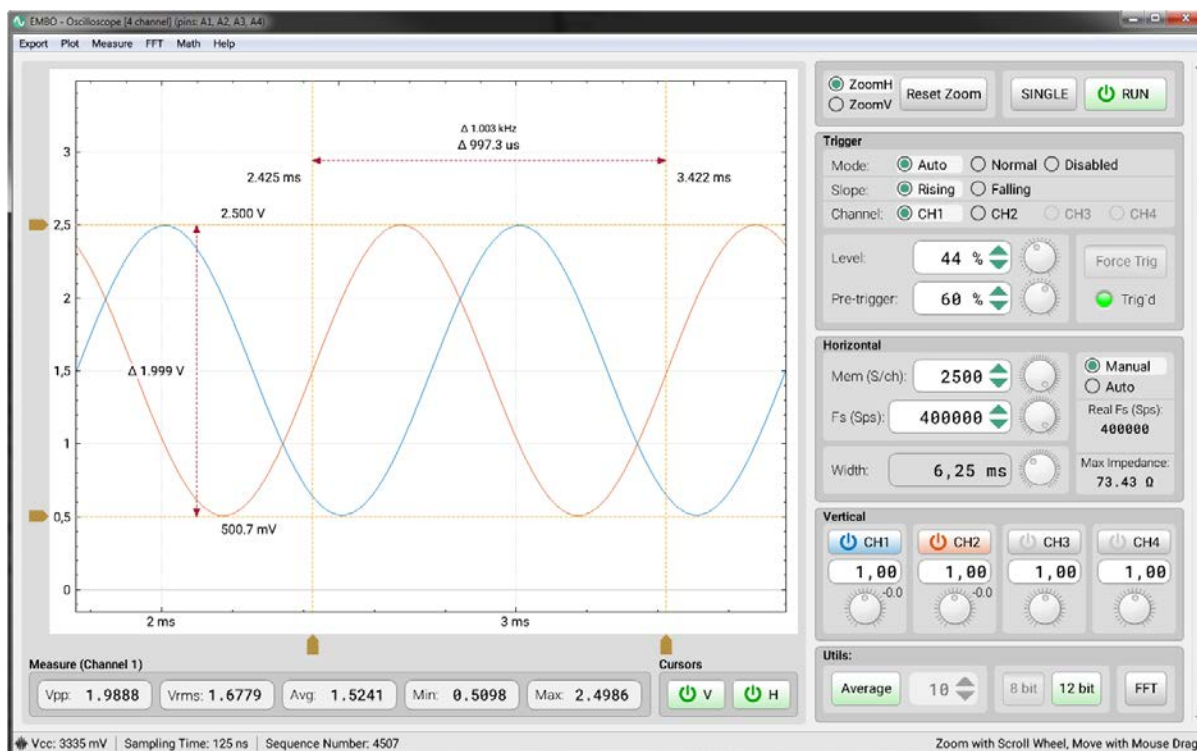 EMBO - Oscilloscope [4 channel] (pins: A1, A2, A3, A4)
Export Plot Measure FFT Math Help
3
2,5
2
1,5
1
0,5
0
2 ms
3 ms
Δ 1.003 kHz
Δ 997.3 us
2.425 ms
3.422 ms
2.500 V
Δ 1.999 V
500.7 mV
Measure (Channel 1)
Vpp: 1.9888 Vrms: 1.6779 Avg: 1.5241 Min: 0.5098 Max: 2.4986
Cursors
V H
ZoomH
ZoomV
Reset Zoom
SINGLE
RUN
Trigger
Mode: Auto Normal Disabled
Slope: Rising Falling
Channel: CH1 CH2 CH3 CH4
Level: 44 %
Pre-trigger: 60 %
Force Trig
Trig'd
Horizontal
Mem (S/ch): 2500
Fs (Sps): 400000
Width: 6,25 ms
Manual
Auto
Real Fs (Sps):
400000
Max Impedance:
73.43 Ω
Vertical
CH1 CH2 CH3 CH4
1,00 1,00 1,00 1,00
-0.0 -0.0
Utils:
Average 10 8 bit 12 bit FFT
Vcc: 3335 mV | Sampling Time: 125 ns | Sequence Number: 4507
Zoom with Scroll Wheel, Move with Mouse Drag